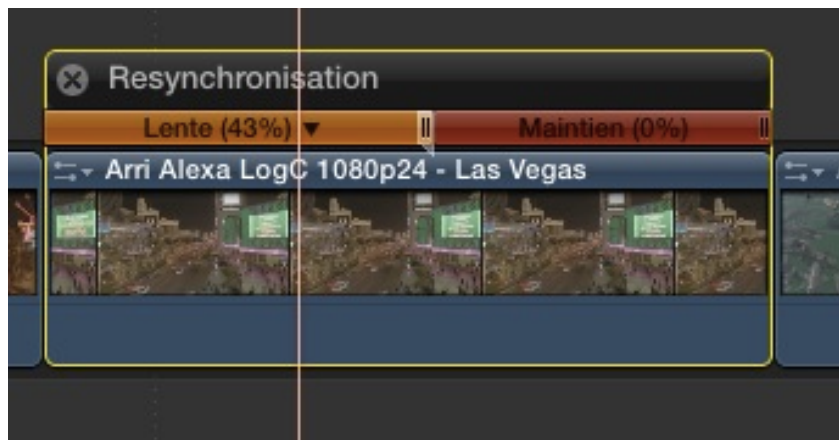 Resynchronisation
Lente (43%) Maintien (0%)
Arri Alexa LogC 1080p24 - Las Vegas